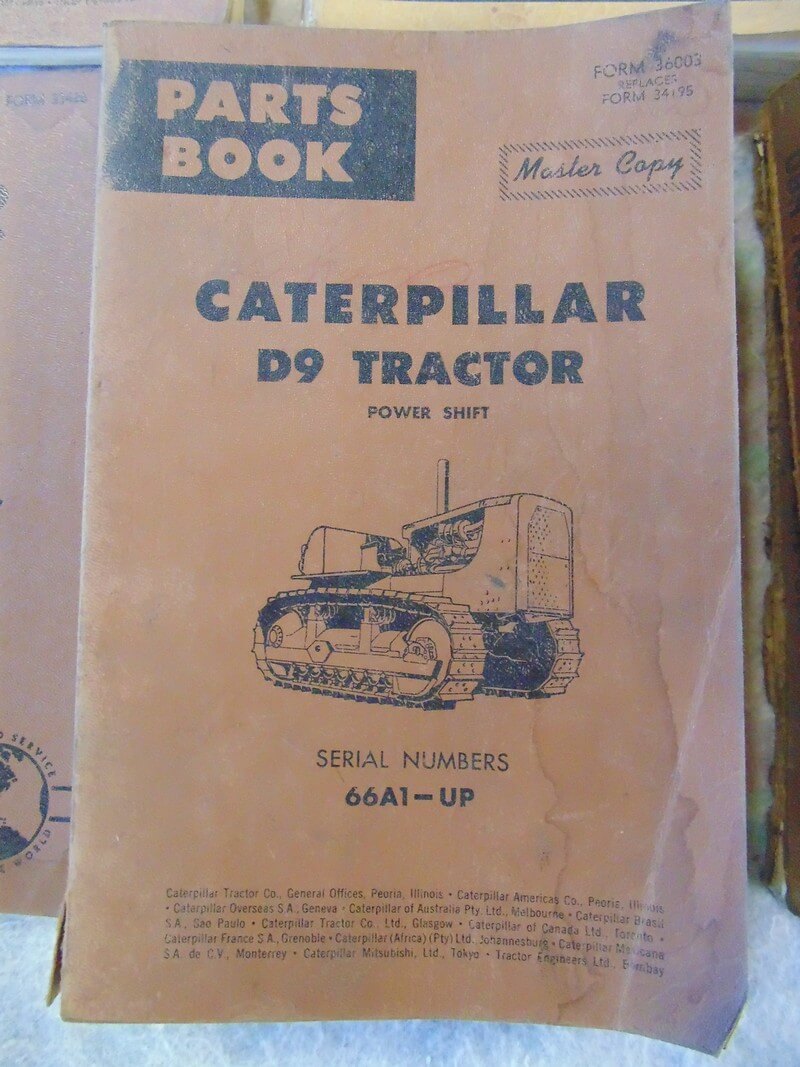 PARTS
BOOK
FORM 36003
REPLACES
FORM 34195
Master Copy
CATERPILLAR
D9 TRACTOR
POWER SHIFT
SERIAL NUMBERS
66A1-UP
Caterpillar Tractor Co., General Offices, Peoria, Illinois • Caterpillar Americas Co., Peoria, Illinois
• Caterpillar Overseas S.A., Geneva • Caterpillar of Australia Pty. Ltd., Melbourne • Caterpillar Brasil
S.A., Sao Paulo • Caterpillar Tractor Co., Ltd., Glasgow • Caterpillar of Canada Ltd., Toronto •
Caterpillar France S.A., Grenoble • Caterpillar (Africa) (Pty) Ltd., Johannesburg • Caterpillar Mexicana
S.A. de C.V., Monterrey • Caterpillar Mitsubishi, Ltd., Tokyo • Tractor Engineers, Ltd., Bombay
FORM
SERVICE
WORLD